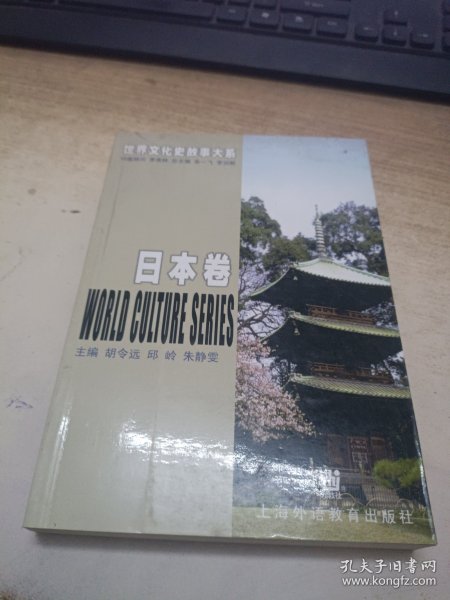 世界文化史故事大系
日本卷
WORLD CULTURE SERIES
主编 胡令远 邱 岭 朱静雯
上海外语教育出版社
孔夫子旧书网
www.kongfz.com